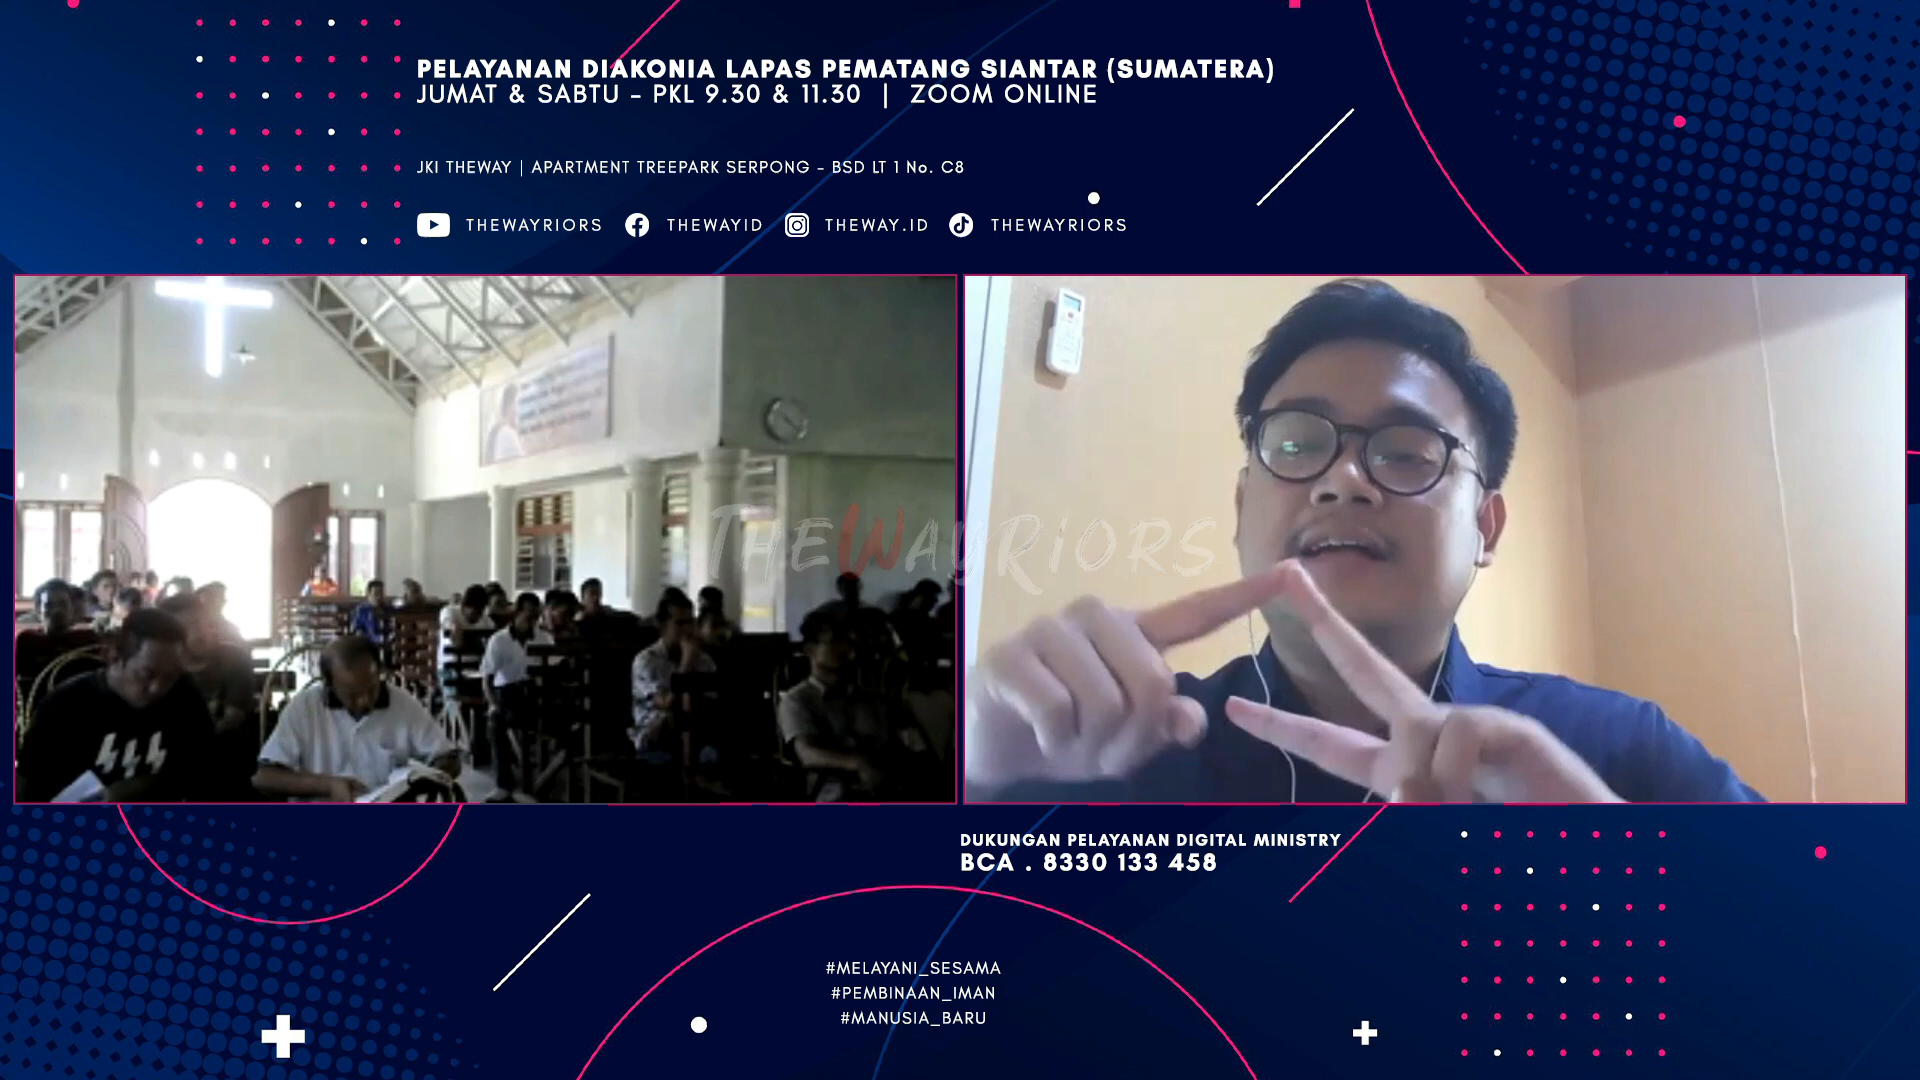 PELAYANAN DIAKONIA LAPAS PEMATANG SIANTAR (SUMATERA)
JUMAT & SABTU - PKL 9.30 & 11.30 | ZOOM ONLINE
JKI THEWAY | APARTMENT TREEPARK SERPONG - BSD LT 1 No. C8
THEWAYRIORS THEWAYID THEWAY.ID THEWAYRIORS
THEWAYRIORS
DUKUNGAN PELAYANAN DIGITAL MINISTRY
BCA . 8330 133 458
#MELAYANI_SESAMA
#PEMBINAAN_IMAN
#MANUSIA_BARU